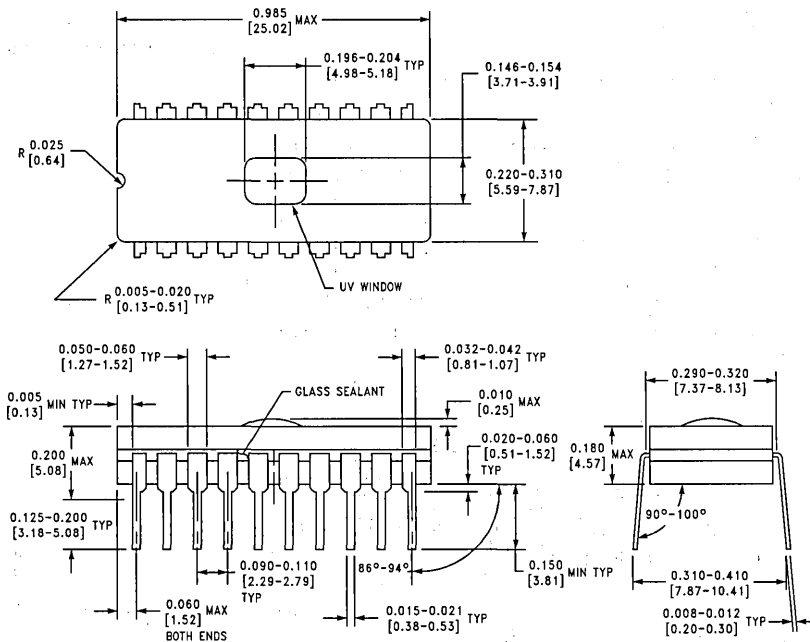 0.985 MAX
[25.02]
0.196-0.204 TYP
[4.98-5.18]
0.146-0.154
[3.71-3.91]
R 0.025
[0.64]
0.220-0.310
[5.59-7.87]
UV WINDOW
R 0.005-0.020 TYP
[0.13-0.51]
0.050-0.060 TYP
[1.27-1.52]
0.032-0.042 TYP
[0.81-1.07]
0.290-0.320
[7.37-8.13]
0.005 MIN TYP
[0.13]
GLASS SEALANT
0.010 MAX
[0.25]
0.200 MAX
[5.08]
0.020-0.060
[0.51-1.52]
TYP
0.180 MAX
[4.57]
0.125-0.200 TYP
[3.18-5.08]
90°-100°
0.090-0.110
[2.29-2.79]
TYP
86°-94°
0.150 MIN TYP
[3.81]
0.310-0.410
[7.87-10.41]
0.060 MAX
[1.52]
BOTH ENDS
0.015-0.021 TYP
[0.38-0.53]
0.008-0.012 TYP
[0.20-0.30]